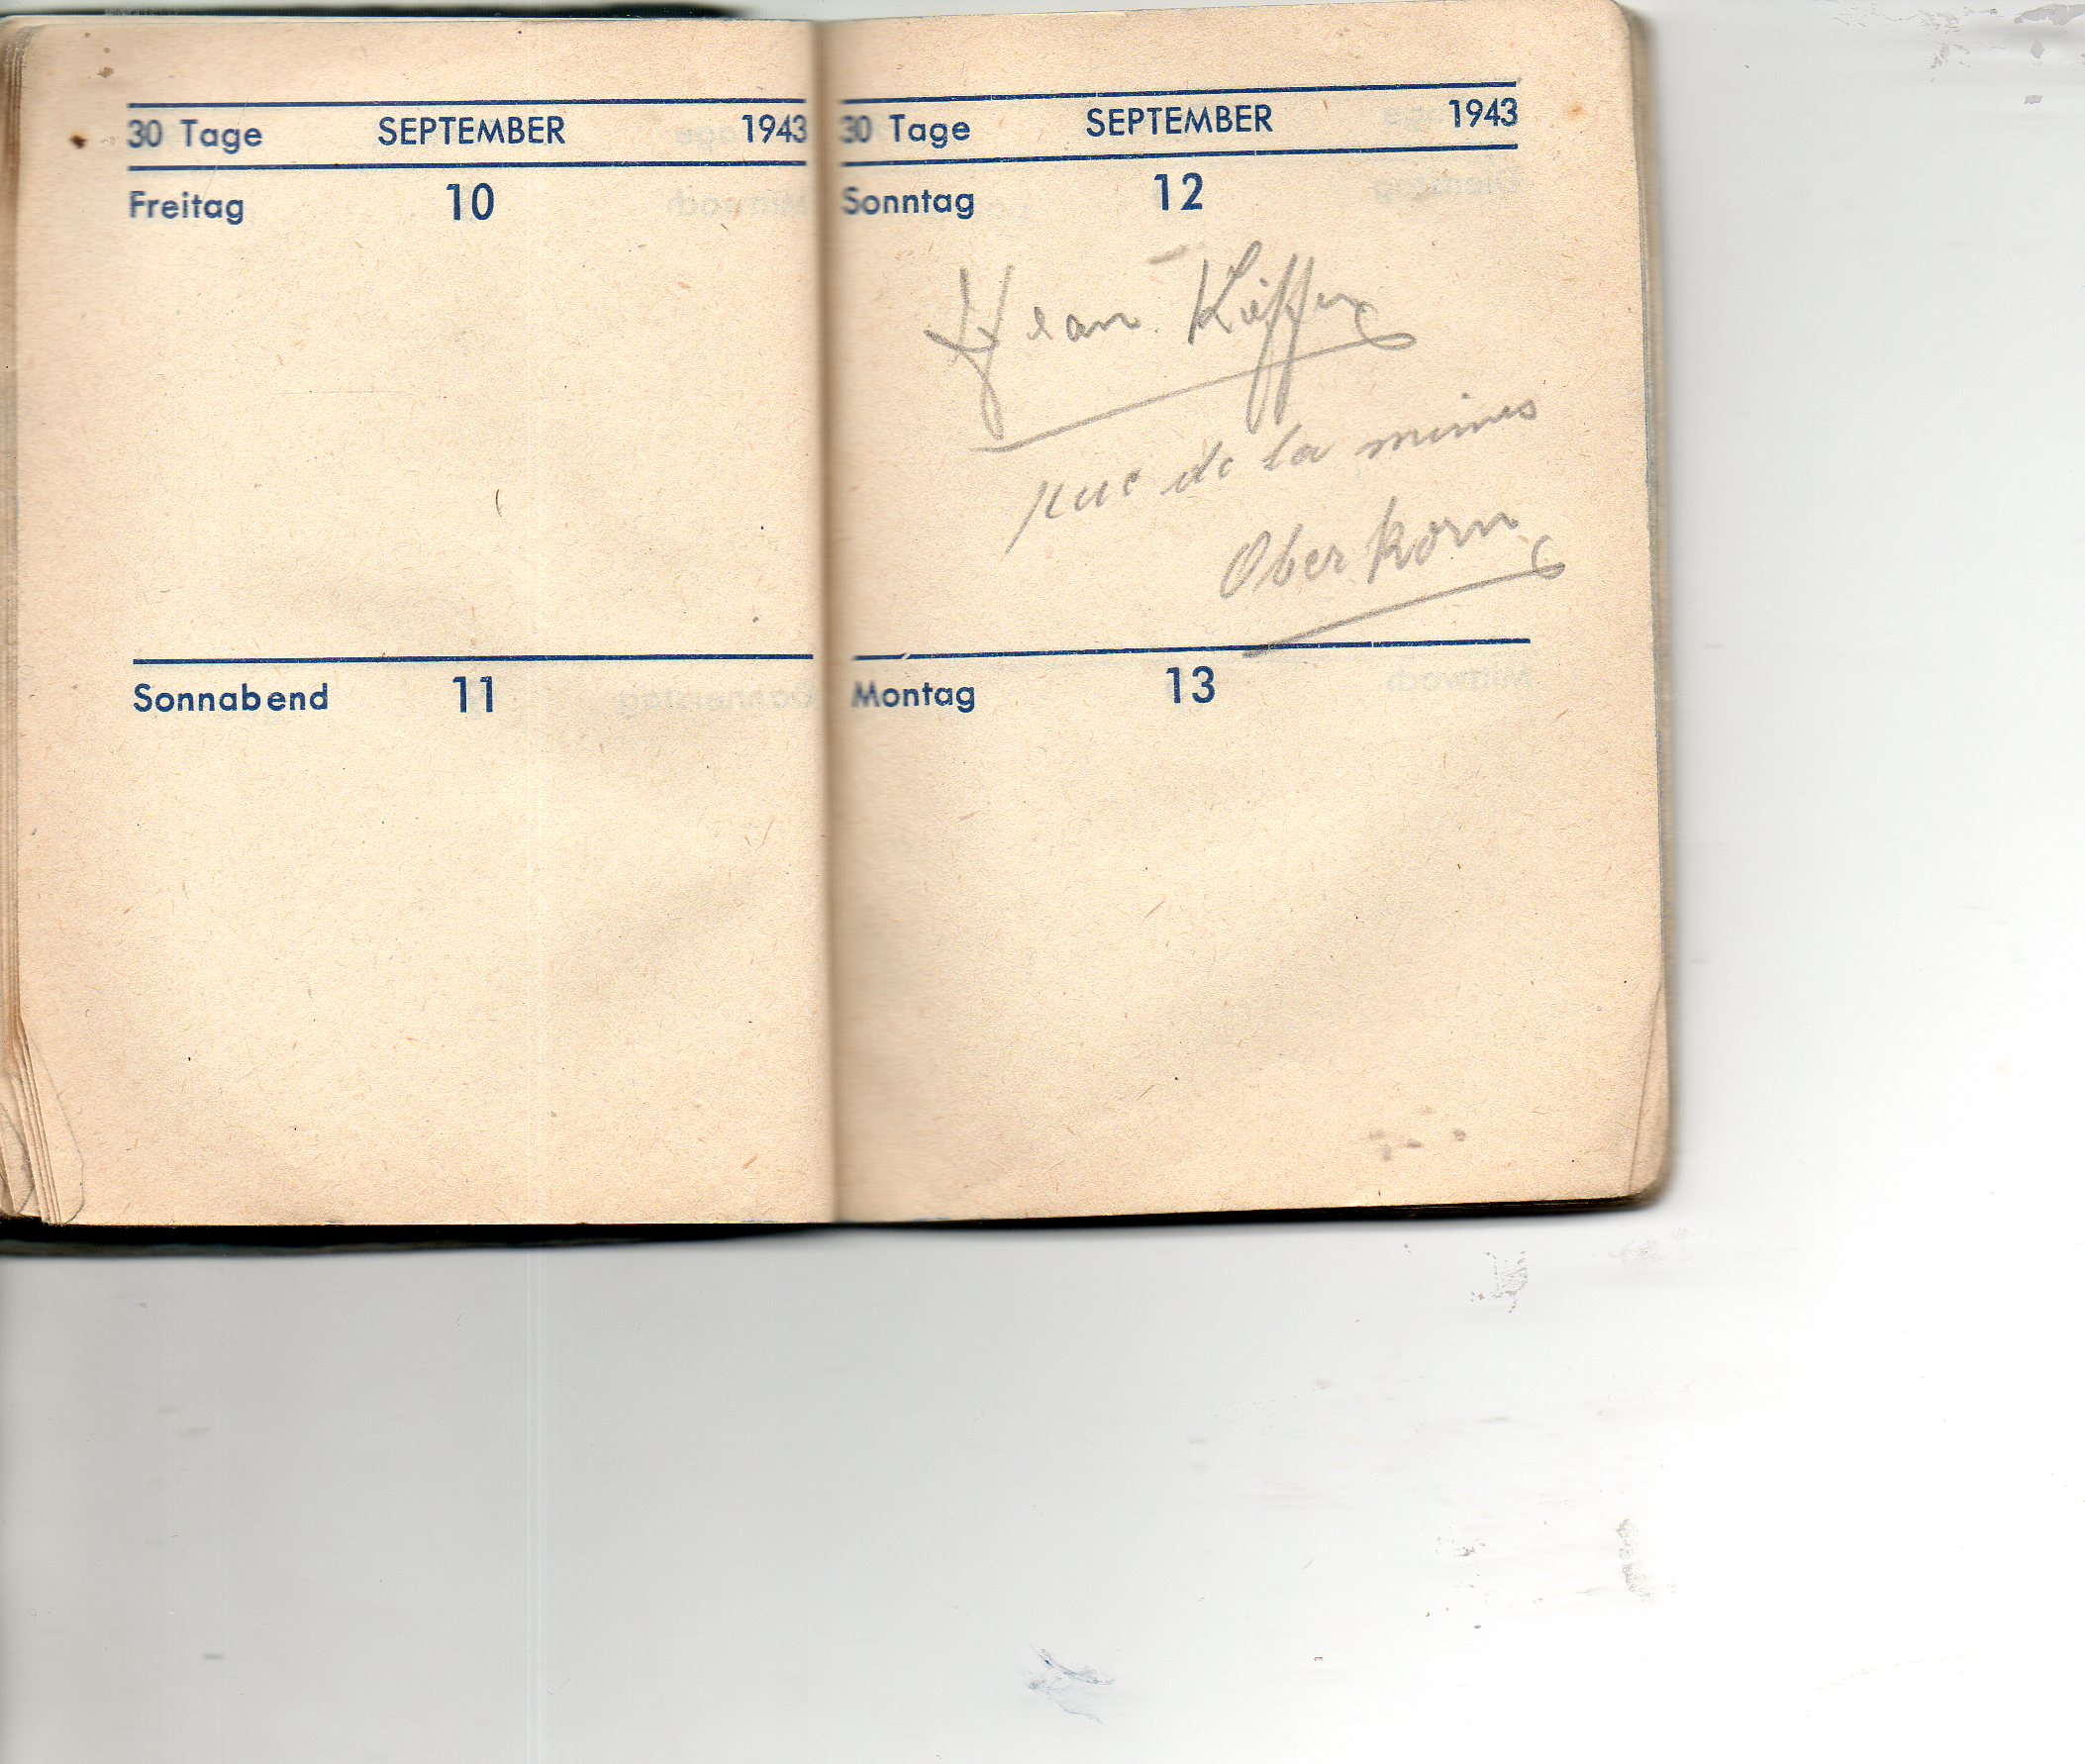 30 Tage SEPTEMBER 1943
Freitag 10
Sonnabend 11
30 Tage SEPTEMBER 1943
Sonntag 12
Jean Kieffer
rue de la mines
Oberkorn
Montag 13